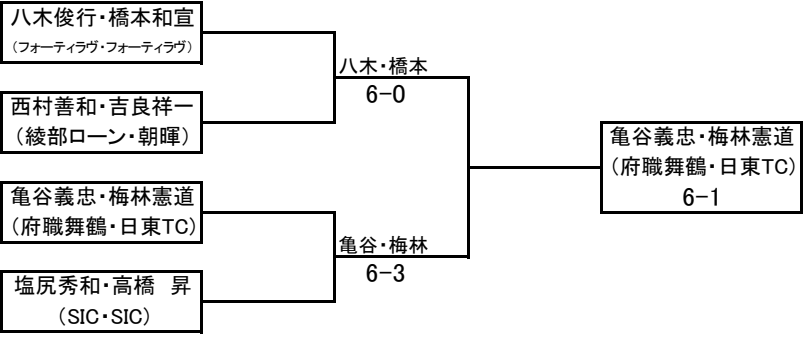 八木俊行・橋本和宣
（フォーティラヴ・フォーティラヴ）
西村善和・吉良祥一
（綾部ローン・朝暉）
亀谷義忠・梅林憲道
（府職舞鶴・日東TC）
塩尻秀和・高橋　昇
（SIC・SIC）
八木・橋本
6-0
亀谷・梅林
6-3
亀谷義忠・梅林憲道
（府職舞鶴・日東TC）
6-1